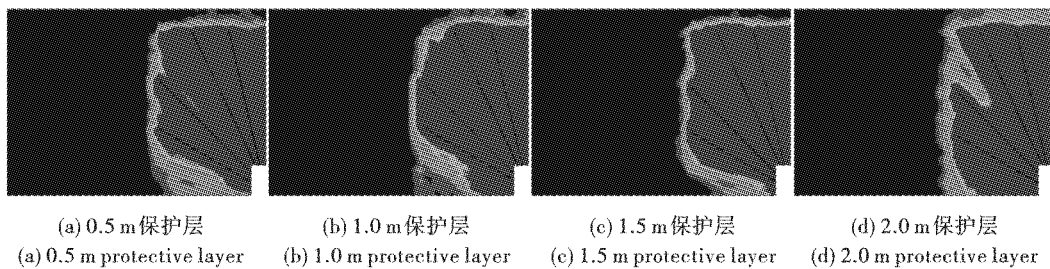 (a) 0.5 m保护层
(b) 1.0 m保护层
(c) 1.5 m保护层
(d) 2.0 m保护层
(a) 0.5 m protective layer
(b) 1.0 m protective layer
(c) 1.5 m protective layer
(d) 2.0 m protective layer